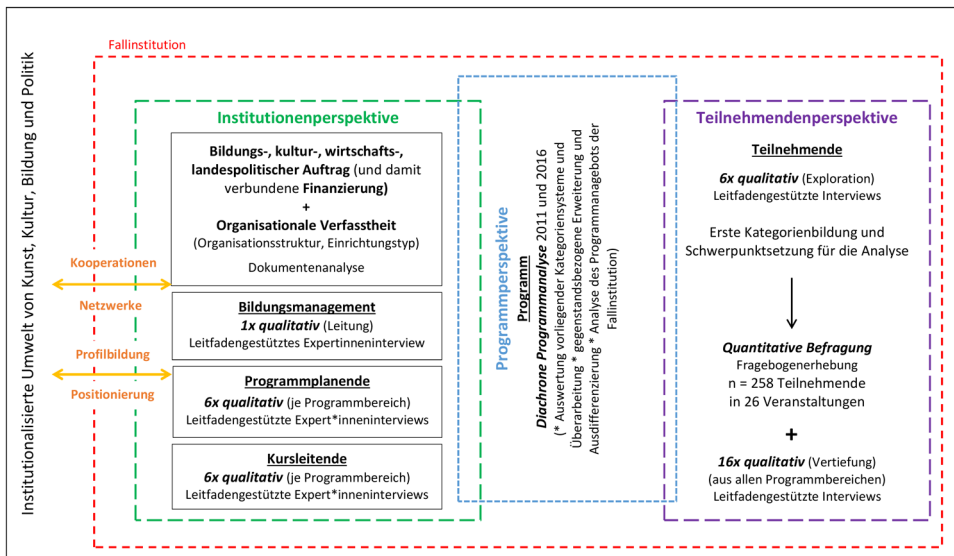 Institutionalisierte Umwelt von Kunst, Kultur, Bildung und Politik
Fallinstitution
Kooperationen
Netzwerke
Profilbildung
Positionierung
Institutionenperspektive
Bildungs-, kultur-, wirtschafts-,
landespolitischer Auftrag (und damit
verbundene Finanzierung)
+
Organisationale Verfasstheit
(Organisationsstruktur, Einrichtungstyp)
Dokumentenanalyse
Bildungsmanagement
1x qualitativ (Leitung)
Leitfadengestütztes Expertinneninterview
Programmplanende
6x qualitativ (je Programmbereich)
Leitfadengestützte Expert*inneninterviews
Kursleitende
6x qualitativ (je Programmbereich)
Leitfadengestützte Expert*inneninterviews
Programmperspektive
Programm
Diachrone Programmanalyse 2011 und 2016
(* Auswertung vorliegender Kategoriensysteme und
Überarbeitung * gegenstandsbezogene Erweiterung und
Ausdifferenzierung * Analyse des Programmangebots der
Fallinstitution)
Teilnehmendenperspektive
Teilnehmende
6x qualitativ (Exploration)
Leitfadengestützte Interviews
Erste Kategorienbildung und
Schwerpunktsetzung für die Analyse
Quantitative Befragung
Fragebogenerhebung
n = 258 Teilnehmende
in 26 Veranstaltungen
+
16x qualitativ (Vertiefung)
(aus allen Programmbereichen)
Leitfadengestützte Interviews